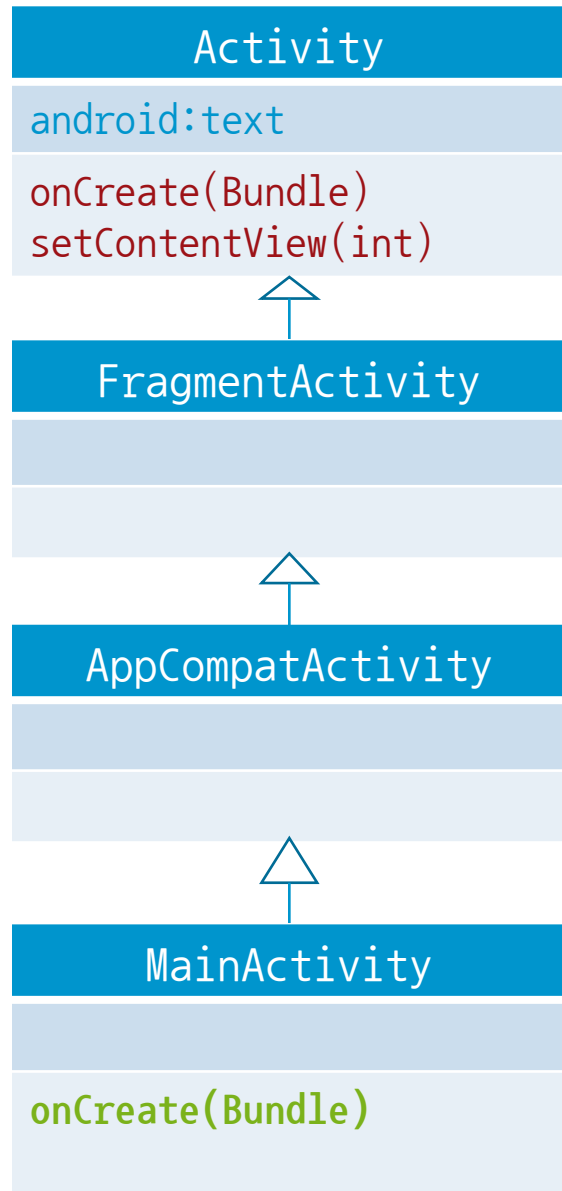 Activity
android:text
onCreate(Bundle)
setContentView(int)
FragmentActivity
AppCompatActivity
MainActivity
onCreate(Bundle)